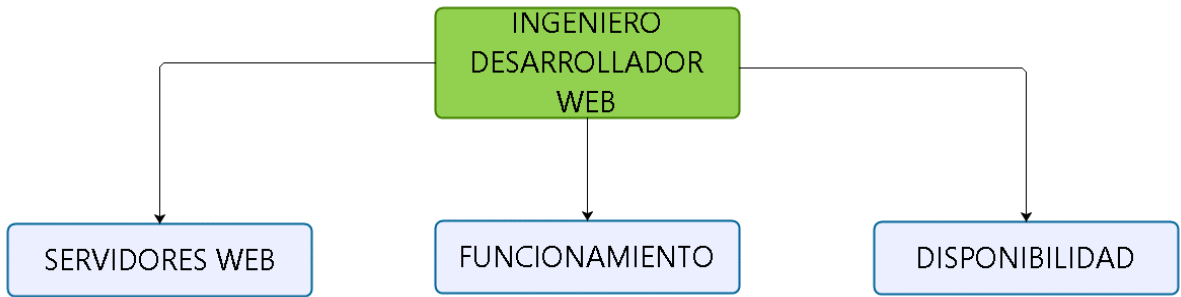 INGENIERO
DESARROLLADOR
WEB
SERVIDORES WEB
FUNCIONAMIENTO
DISPONIBILIDAD